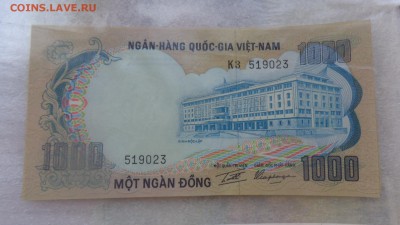 COINS.LAVE.RU
NGÂN-HÀNG QUỐC-GIA VIỆT-NAM
1000
K3 519023
1000
519023
1000
MỘT NGÀN ĐỒNG